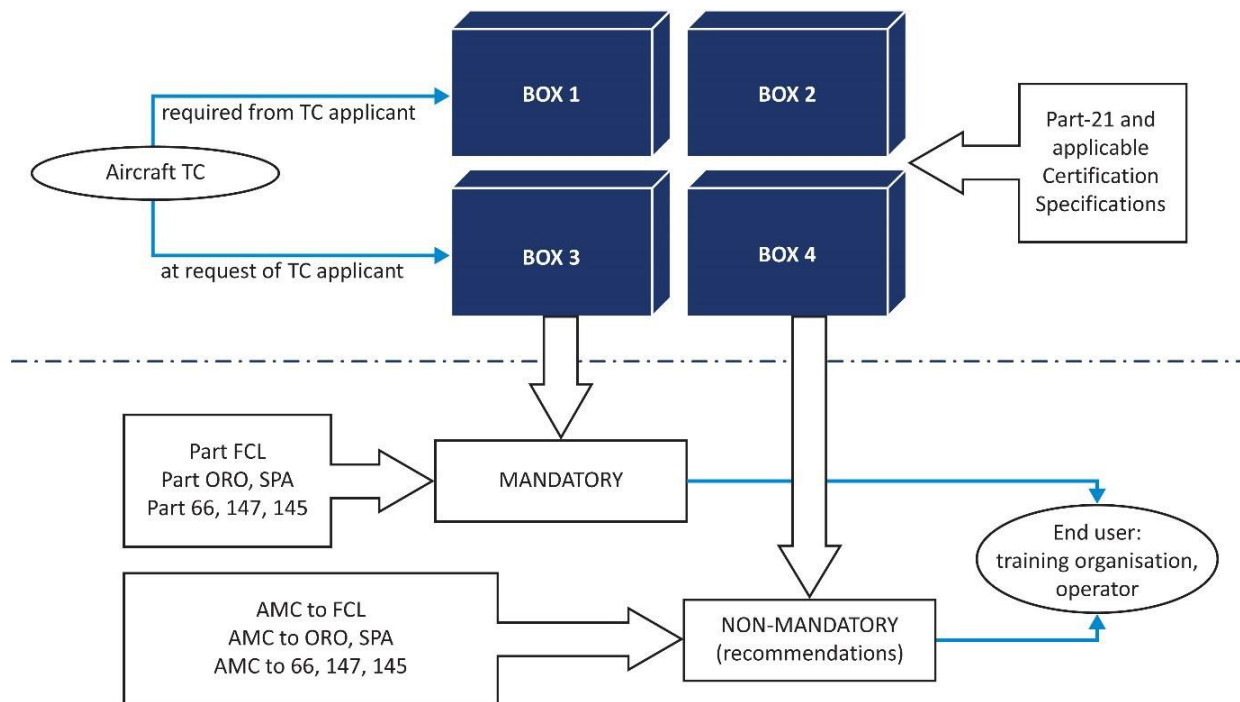 BOX 1
BOX 2
required from TC applicant
Aircraft TC
Part-21 and
applicable
Certification
Specifications
BOX 3
BOX 4
at request of TC applicant
Part FCL
Part ORO, SPA
Part 66, 147, 145
MANDATORY
End user:
training organisation,
operator
AMC to FCL
AMC to ORO, SPA
AMC to 66, 147, 145
NON-MANDATORY
(recommendations)